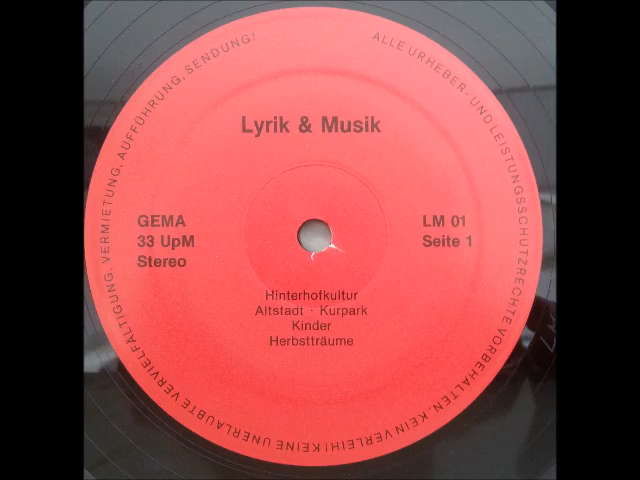 ALLE URHEBER- UND LEISTUNGSSCHUTZRECHTE VORBEHALTEN. KEIN VERLEIH! KEINE UNERLAUBTE VERVIELFÄLTIGUNG, VERMIETUNG, AUFFÜHRUNG, SENDUNG!
Lyrik & Musik
GEMA
33 UpM
Stereo
LM 01
Seite 1
Hinterhofkultur
Altstadt · Kurpark
Kinder
Herbstträume